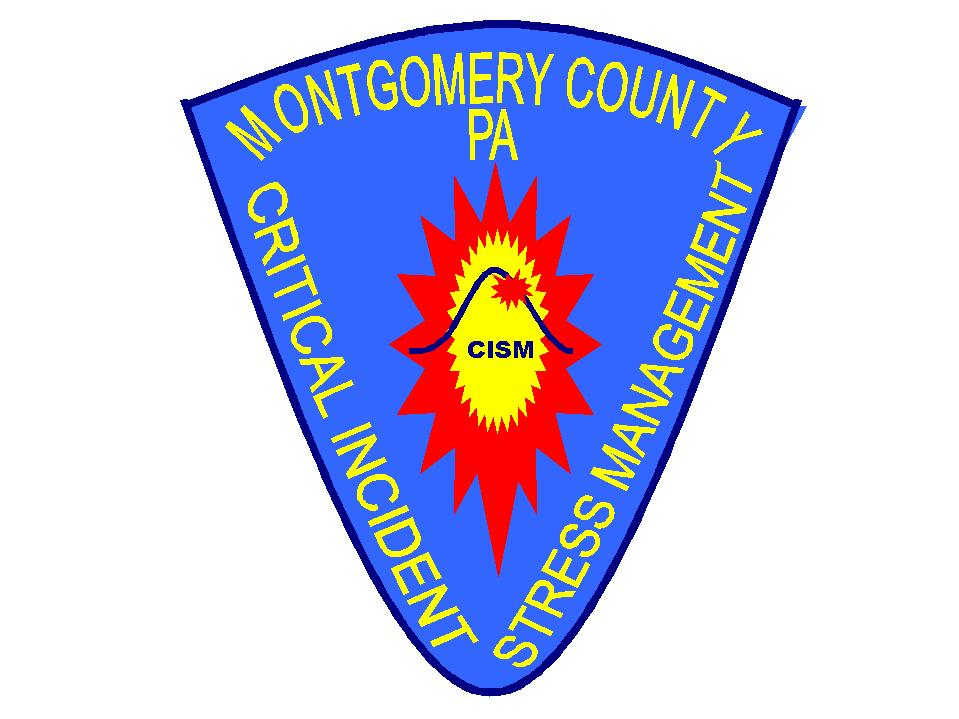 MONTGOMERY COUNTY
PA
CRITICAL INCIDENT
STRESS MANAGEMENT
CISM